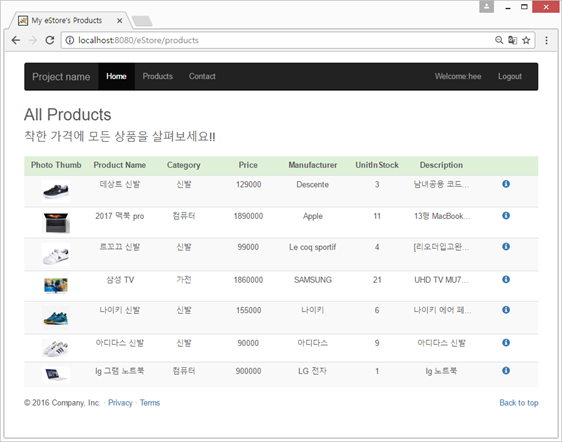 My eStore's Products
localhost:8080/eStore/products
Project name Home Products Contact Welcome:hee Logout
All Products
착한 가격에 모든 상품을 살펴보세요!!
Photo Thumb Product Name Category Price Manufacturer UnitInStock Description
데상트 신발 신발 129000 Descente 3 남녀공용 코드...
2017 맥북 pro 컴퓨터 1890000 Apple 11 13형 MacBook...
르꼬끄 신발 신발 99000 Le coq sportif 4 [리오더입고완...
삼성 TV 가전 1860000 SAMSUNG 21 UHD TV MU7...
나이키 신발 신발 155000 나이키 6 나이키 에어 페...
아디다스 신발 신발 90000 아디다스 9 아디다스 신발
lg 그램 노트북 컴퓨터 900000 LG 전자 1 lg 노트북
© 2016 Company, Inc. · Privacy · Terms Back to top